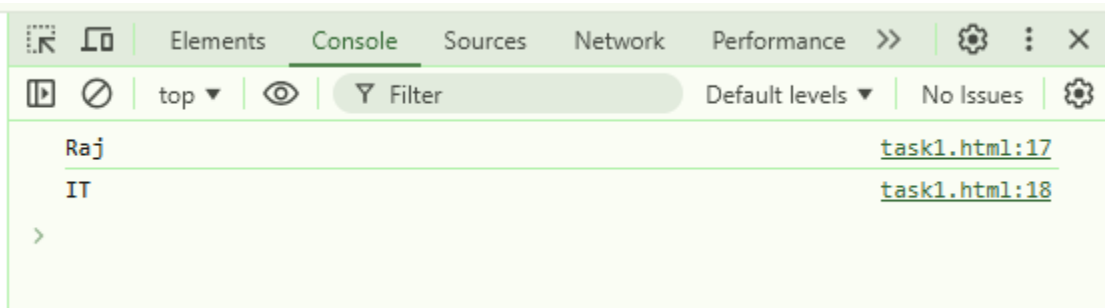 Elements Console Sources Network Performance
top Filter Default levels No Issues
Raj task1.html:17
IT task1.html:18